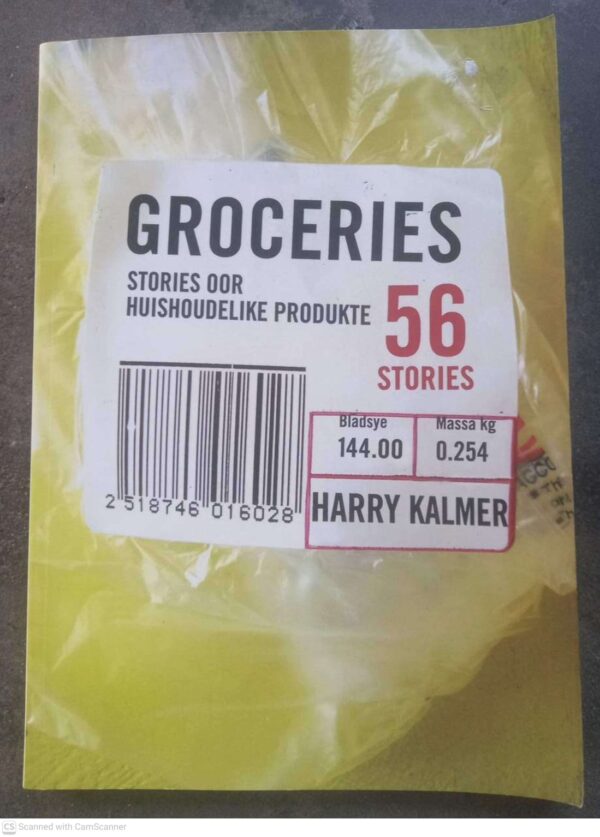 GROCERIES
STORIES OOR
HUISHOUDELIKE PRODUKTE
56
STORIES
Bladsye
144.00
Massa kg
0.254
2 518746 016028
HARRY KALMER
CS Scanned with CamScanner